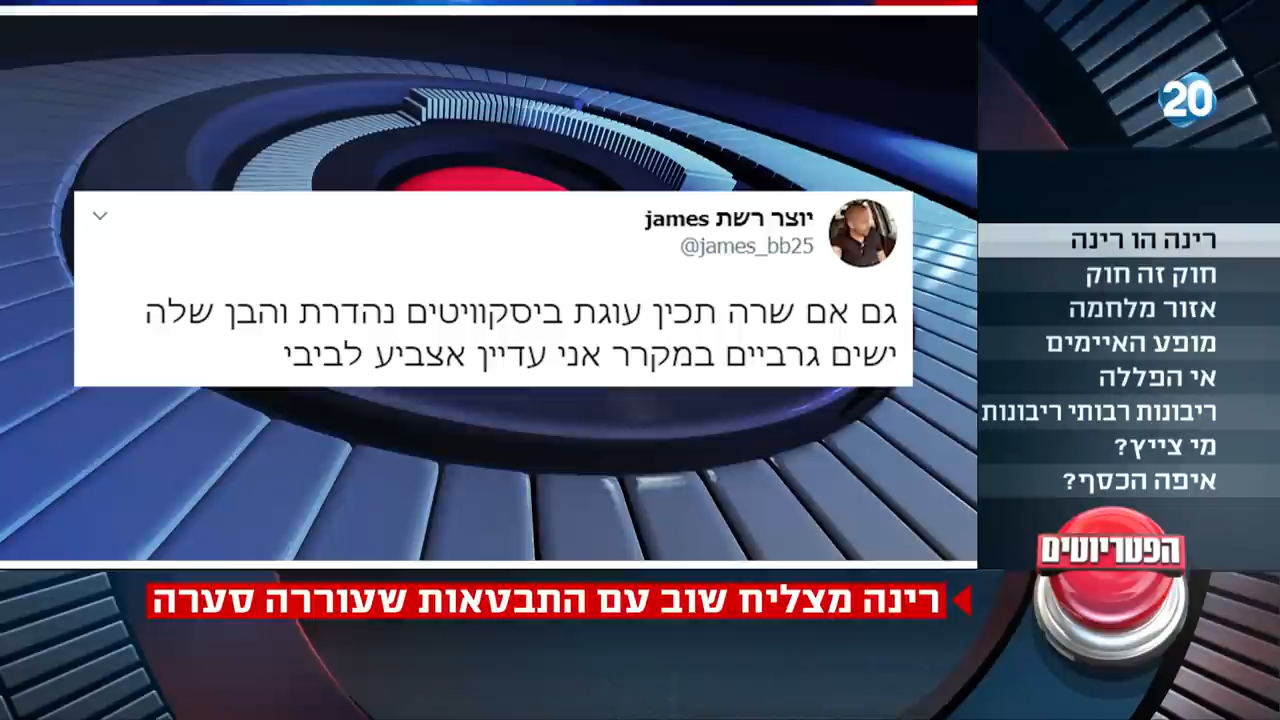 20
יוצר רשת james
@james_bb25
גם אם שרה תכין עוגת ביסקוויטים נהדרת והבן שלה
ישים גרביים במקרר אני עדיין אצביע לביבי
רינה הו רינה
חוק זה חוק
אזור מלחמה
מופע האיימים
אי הפללה
ריבונות רבותי ריבונות
מי צייץ?
איפה הכסף?
הפטריוטים
רינה מצליח שוב עם התבטאות שעוררה סערה